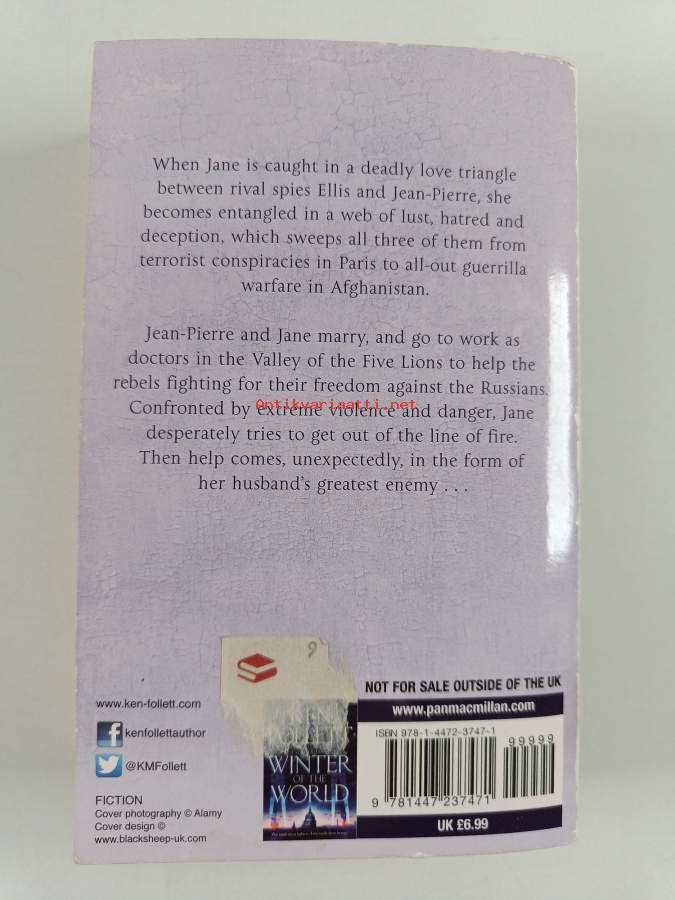 When Jane is caught in a deadly love triangle
between rival spies Ellis and Jean-Pierre, she
becomes entangled in a web of lust, hatred and
deception, which sweeps all three of them from
terrorist conspiracies in Paris to all-out guerrilla
warfare in Afghanistan.
Jean-Pierre and Jane marry, and go to work as
doctors in the Valley of the Five Lions to help the
rebels fighting for their freedom against the Russians.
Antikvariaatti.net
Confronted by extreme violence and danger, Jane
desperately tries to get out of the line of fire.
Then help comes, unexpectedly, in the form of
her husband's greatest enemy . . .
9
www.ken-follett.com
kenfollettauthor
@KMFollett
FICTION
Cover photography © Alamy
Cover design ©
www.blacksheep-uk.com
KEN
FOLLETT
WINTER
OF THE
WORLD
NOT FOR SALE OUTSIDE OF THE UK
www.panmacmillan.com
ISBN 978-1-4472-3747-1
99999
9 781447 237471
UK £6.99